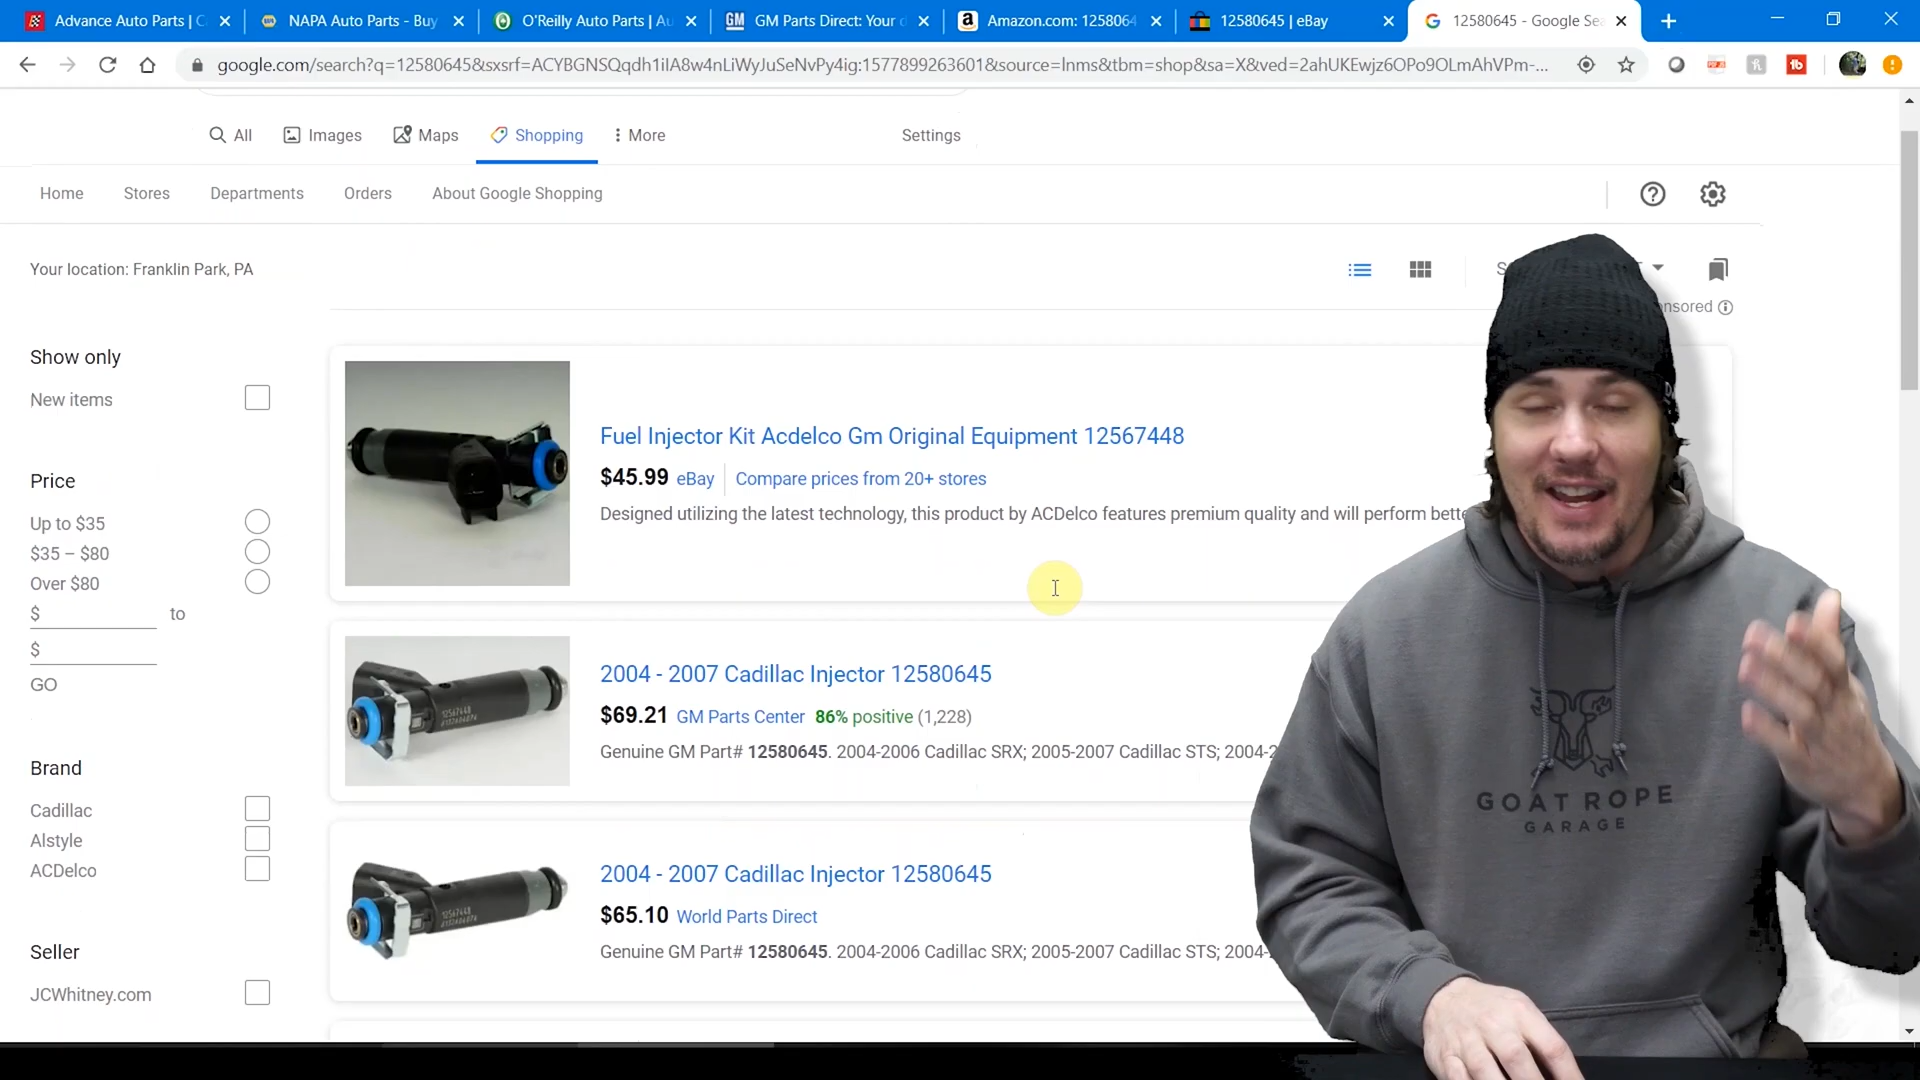 Advance Auto Parts | C
NAPA Auto Parts - Buy
O'Reilly Auto Parts | Au
GM Parts Direct: Your
Amazon.com: 1258064
12580645 | eBay
12580645 - Google Sea
google.com/search?q=12580645&sxsrf=ACYBGNSQqdh1iIA8w4nLiWyJuSeNvPy4ig:1577899263601&source=lnms&tbm=shop&sa=X&ved=2ahUKEwjz6OPo9OLmAhVPm-...
All
Images
Maps
Shopping
More
Settings
Home
Stores
Departments
Orders
About Google Shopping
Your location: Franklin Park, PA
nsored
Show only
New items
Price
Up to $35
$35 – $80
Over $80
$ to
$
GO
Brand
Cadillac
Alstyle
ACDelco
Seller
JCWhitney.com
Fuel Injector Kit Acdelco Gm Original Equipment 12567448
$45.99 eBay Compare prices from 20+ stores
Designed utilizing the latest technology, this product by ACDelco features premium quality and will perform bette
2004 - 2007 Cadillac Injector 12580645
$69.21 GM Parts Center 86% positive (1,228)
Genuine GM Part# 12580645. 2004-2006 Cadillac SRX; 2005-2007 Cadillac STS; 2004-2
2004 - 2007 Cadillac Injector 12580645
$65.10 World Parts Direct
Genuine GM Part# 12580645. 2004-2006 Cadillac SRX; 2005-2007 Cadillac STS; 2004-
GOAT ROPE
GARAGE